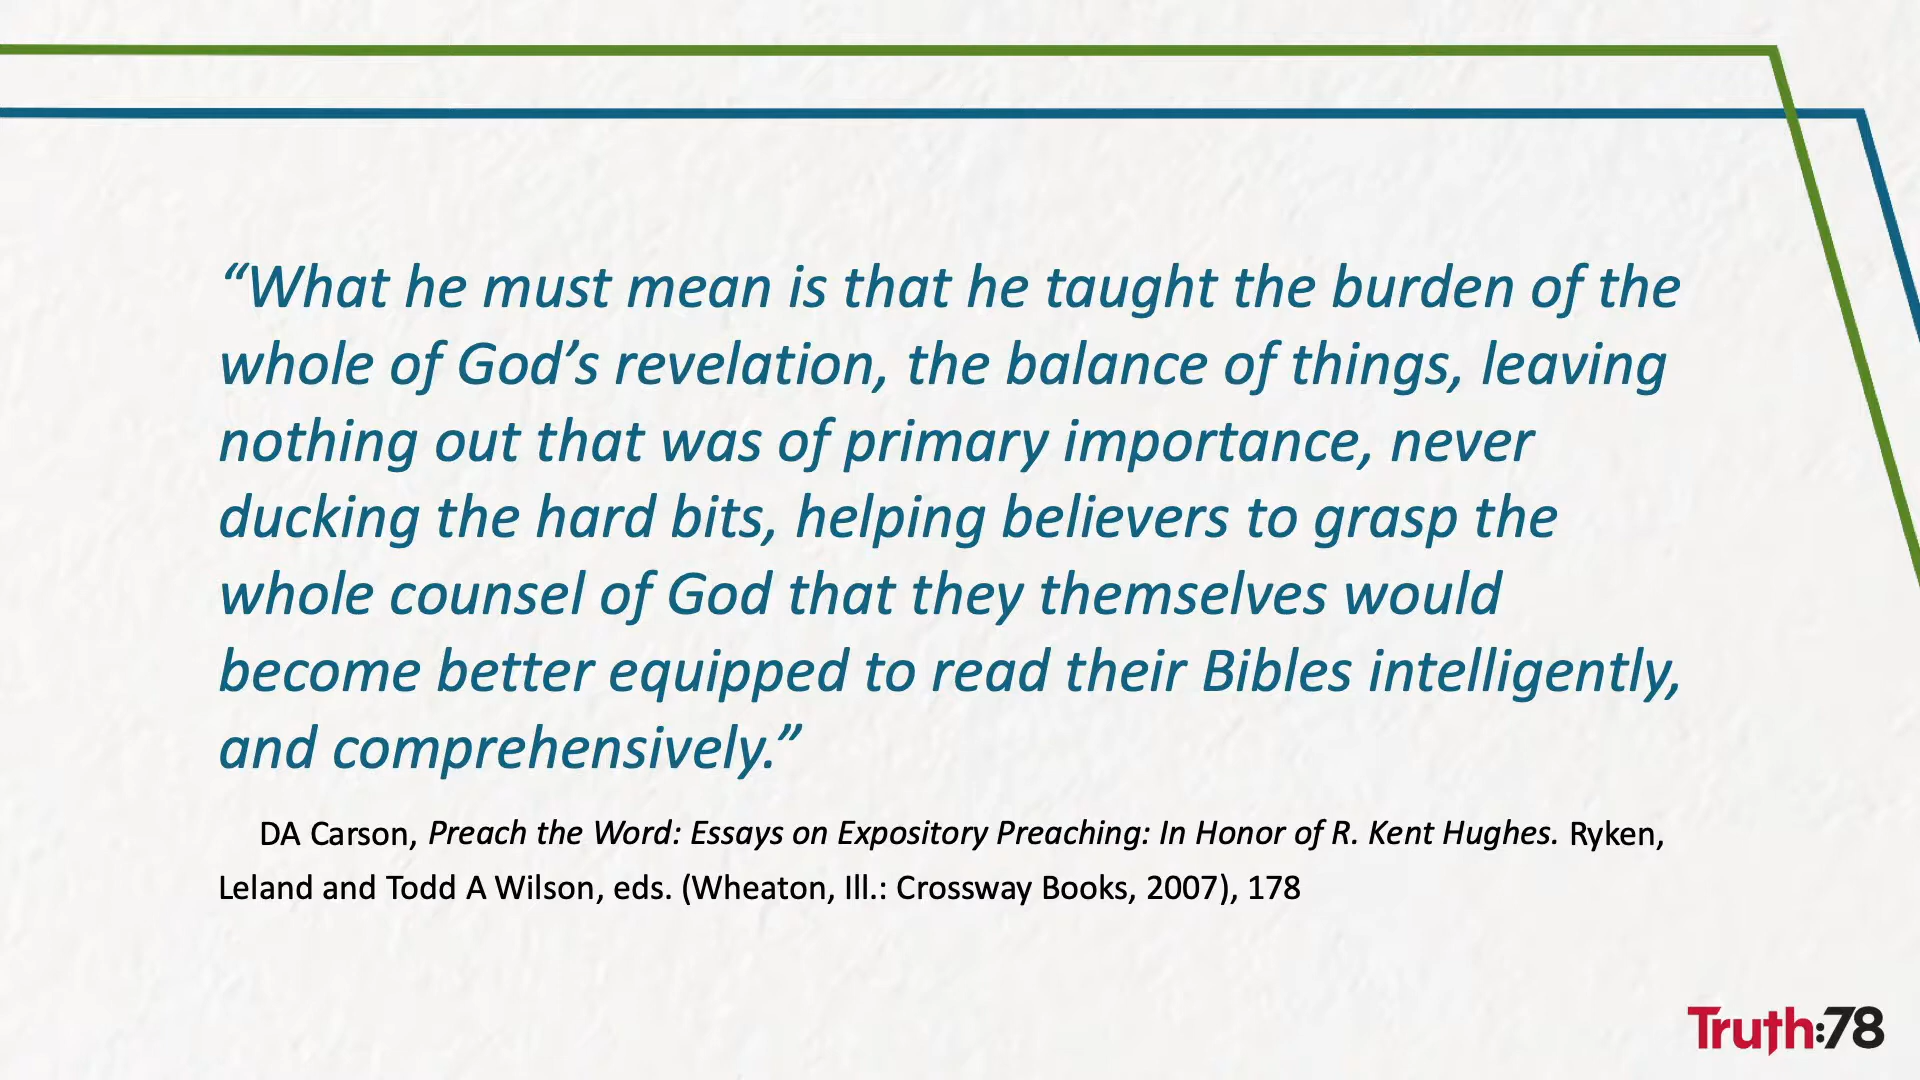 “What he must mean is that he taught the burden of the
whole of God’s revelation, the balance of things, leaving
nothing out that was of primary importance, never
ducking the hard bits, helping believers to grasp the
whole counsel of God that they themselves would
become better equipped to read their Bibles intelligently,
and comprehensively.”
DA Carson, Preach the Word: Essays on Expository Preaching: In Honor of R. Kent Hughes. Ryken,
Leland and Todd A Wilson, eds. (Wheaton, Ill.: Crossway Books, 2007), 178
Truth:78